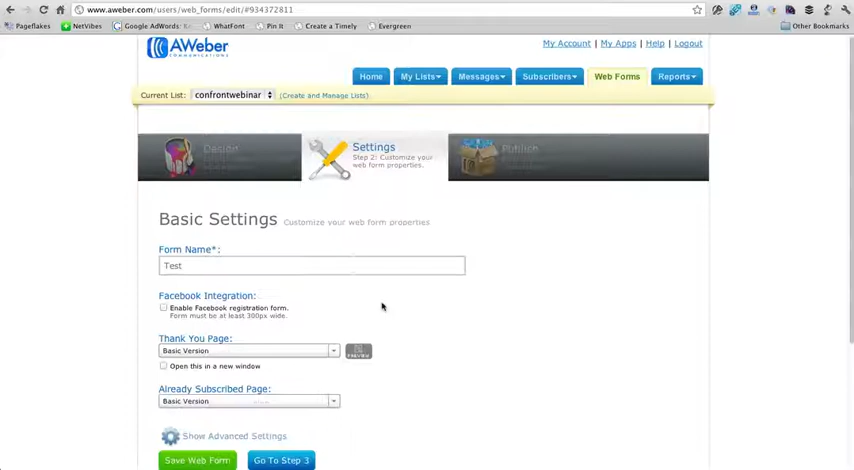 www.aweber.com/users/web_forms/edit/#934372811
Pageflakes NetVibes Google AdWords: WhatFont Pin It Create a Timely Evergreen Other Bookmarks
AWeber
COMMUNICATIONS
My Account | My Apps | Help | Logout
Home My Lists Messages Subscribers Web Forms Reports
Current List: confrontwebinar (Create and Manage Lists)
Design
Settings
Step 2: Customize your
web form properties.
Publish
Basic Settings Customize your web form properties
Form Name*:
Test
Facebook Integration:
Enable Facebook registration form.
Form must be at least 300px wide.
Thank You Page:
Basic Version
PREVIEW
Open this in a new window
Already Subscribed Page:
Basic Version
Show Advanced Settings
Save Web Form Go To Step 3